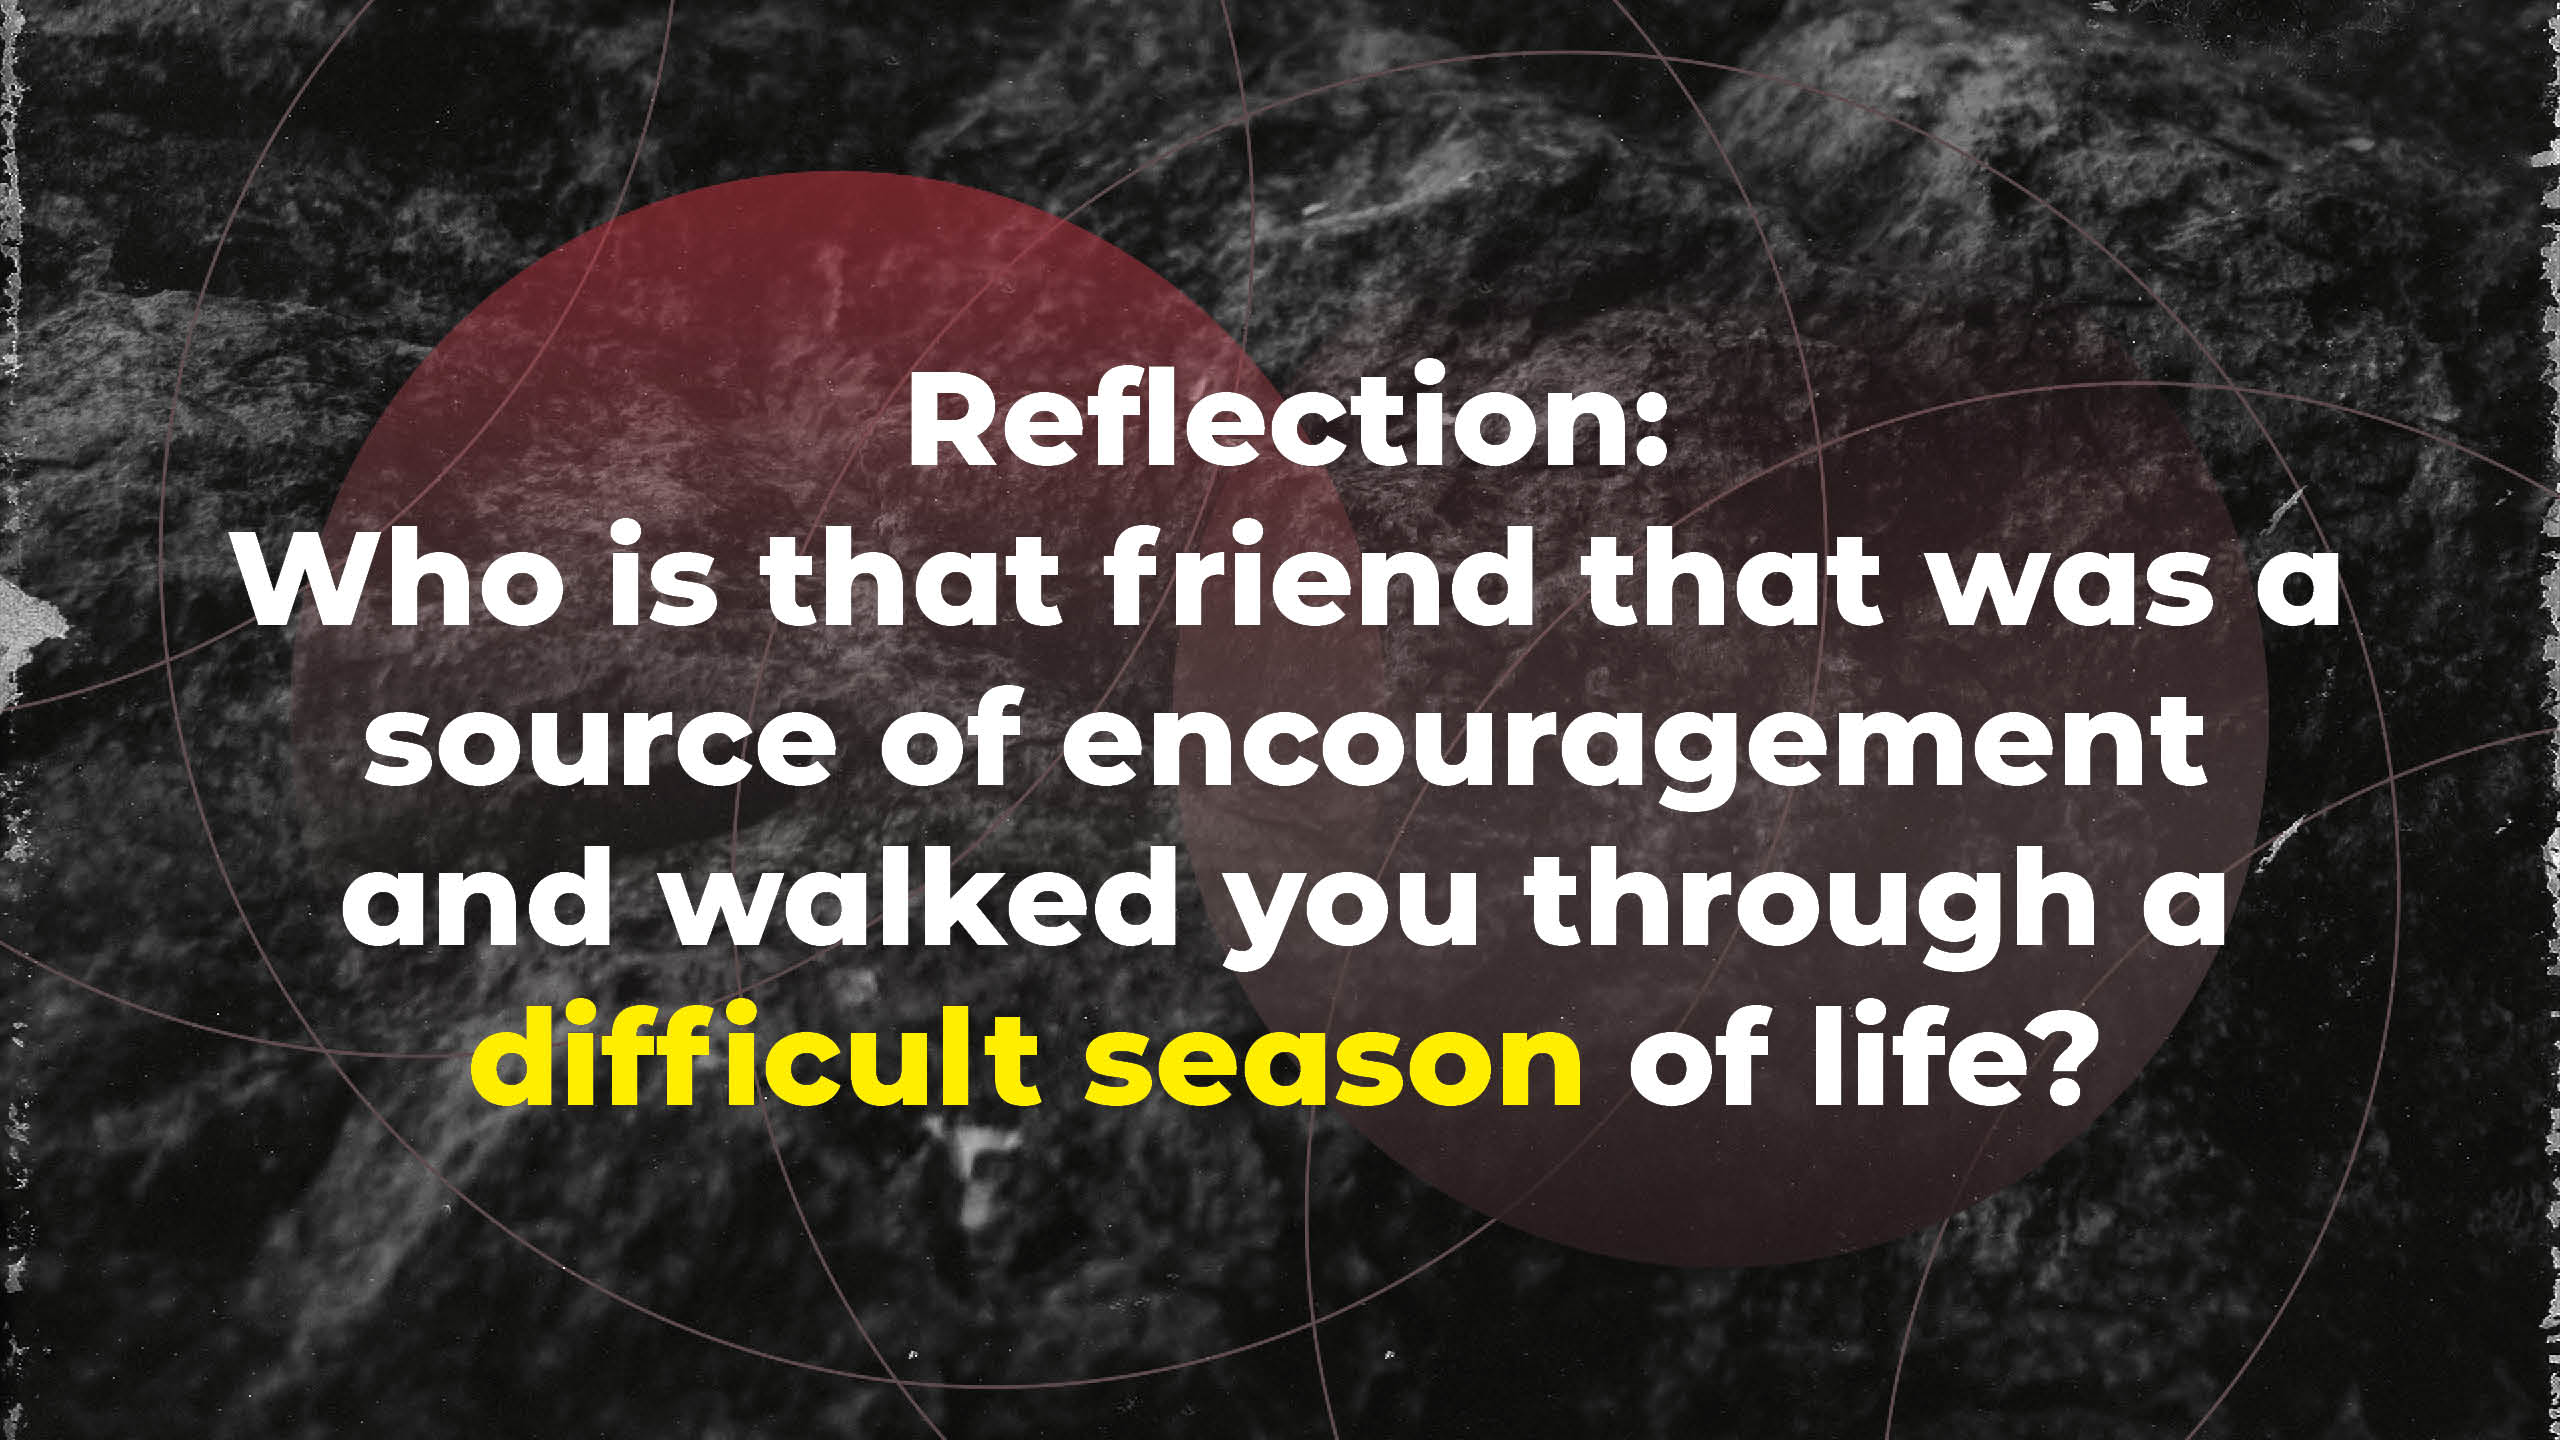 Reflection:
Who is that friend that was a
source of encouragement
and walked you through a
difficult season of life?